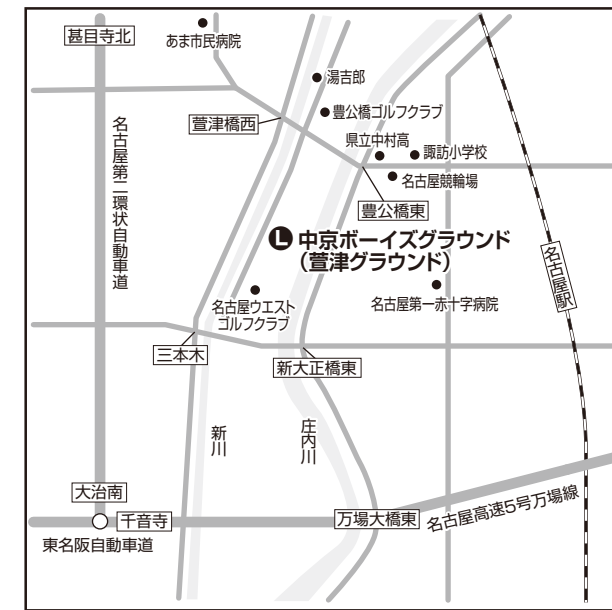 甚目寺北
あま市民病院
湯吉郎
豊公橋ゴルフクラブ
萱津橋西
県立中村高
諏訪小学校
名古屋競輪場
豊公橋東
名古屋第二環状自動車道
L 中京ボーイズグラウンド
（萱津グラウンド）
名古屋駅
名古屋ウエスト
ゴルフクラブ
名古屋第一赤十字病院
三本木
新大正橋東
新川
庄内川
大治南
千音寺
万場大橋東
名古屋高速5号万場線
東名阪自動車道